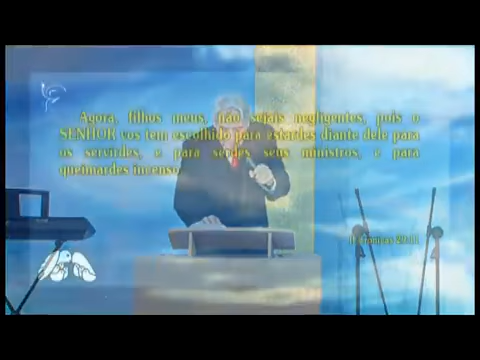 Agora, filhos meus, não sejais negligentes, pois o
SENHOR vos tem escolhido para estardes diante dele para
os servirdes, e para serdes seus ministros, e para
queimardes incenso
II Crônicas 29:11